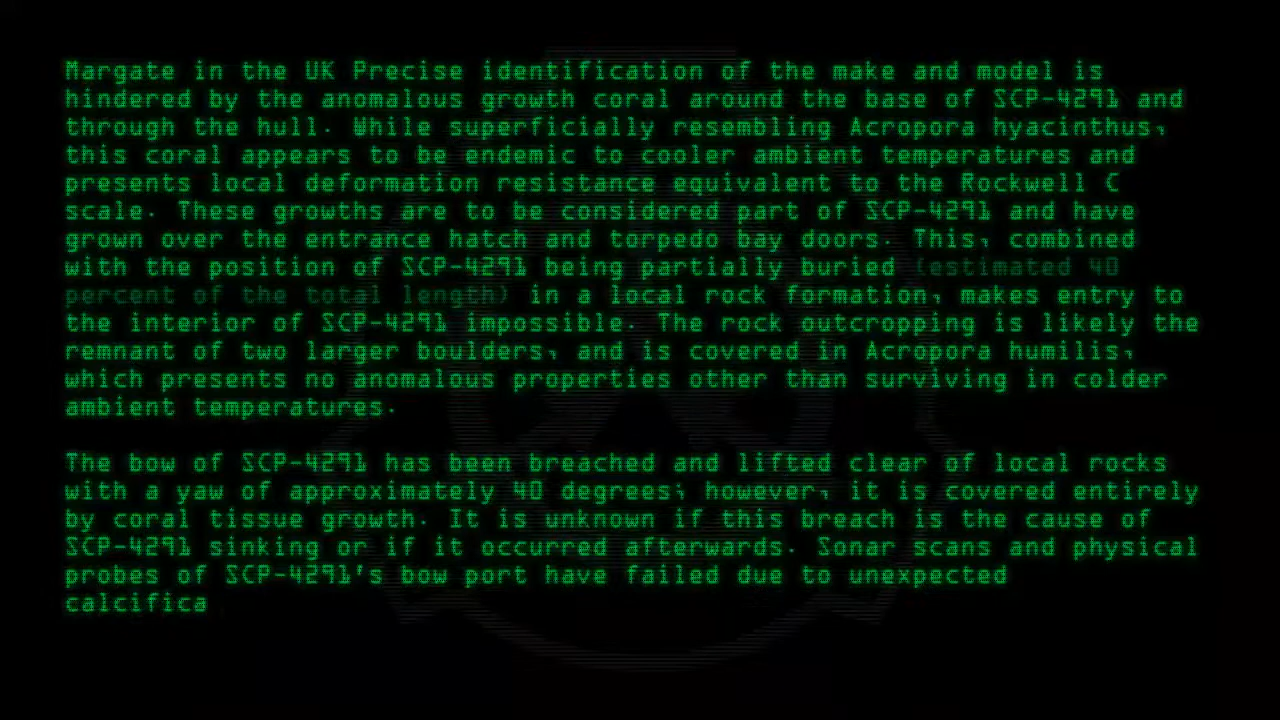 Margate in the UK Precise identification of the make and model is
hindered by the anomalous growth coral around the base of SCP-4291 and
through the hull. While superficially resembling Acropora hyacinthus,
this coral appears to be endemic to cooler ambient temperatures and
presents local deformation resistance equivalent to the Rockwell C
scale. These growths are to be considered part of SCP-4291 and have
grown over the entrance hatch and torpedo bay doors. This, combined
with the position of SCP-4291 being partially buried (estimated 40
percent of the total length) in a local rock formation, makes entry to
the interior of SCP-4291 impossible. The rock outcropping is likely the
remnant of two larger boulders, and is covered in Acropora humilis,
which presents no anomalous properties other than surviving in colder
ambient temperatures.
The bow of SCP-4291 has been breached and lifted clear of local rocks
with a yaw of approximately 40 degrees; however, it is covered entirely
by coral tissue growth. It is unknown if this breach is the cause of
SCP-4291 sinking or if it occurred afterwards. Sonar scans and physical
probes of SCP-4291's bow port have failed due to unexpected
calcifica